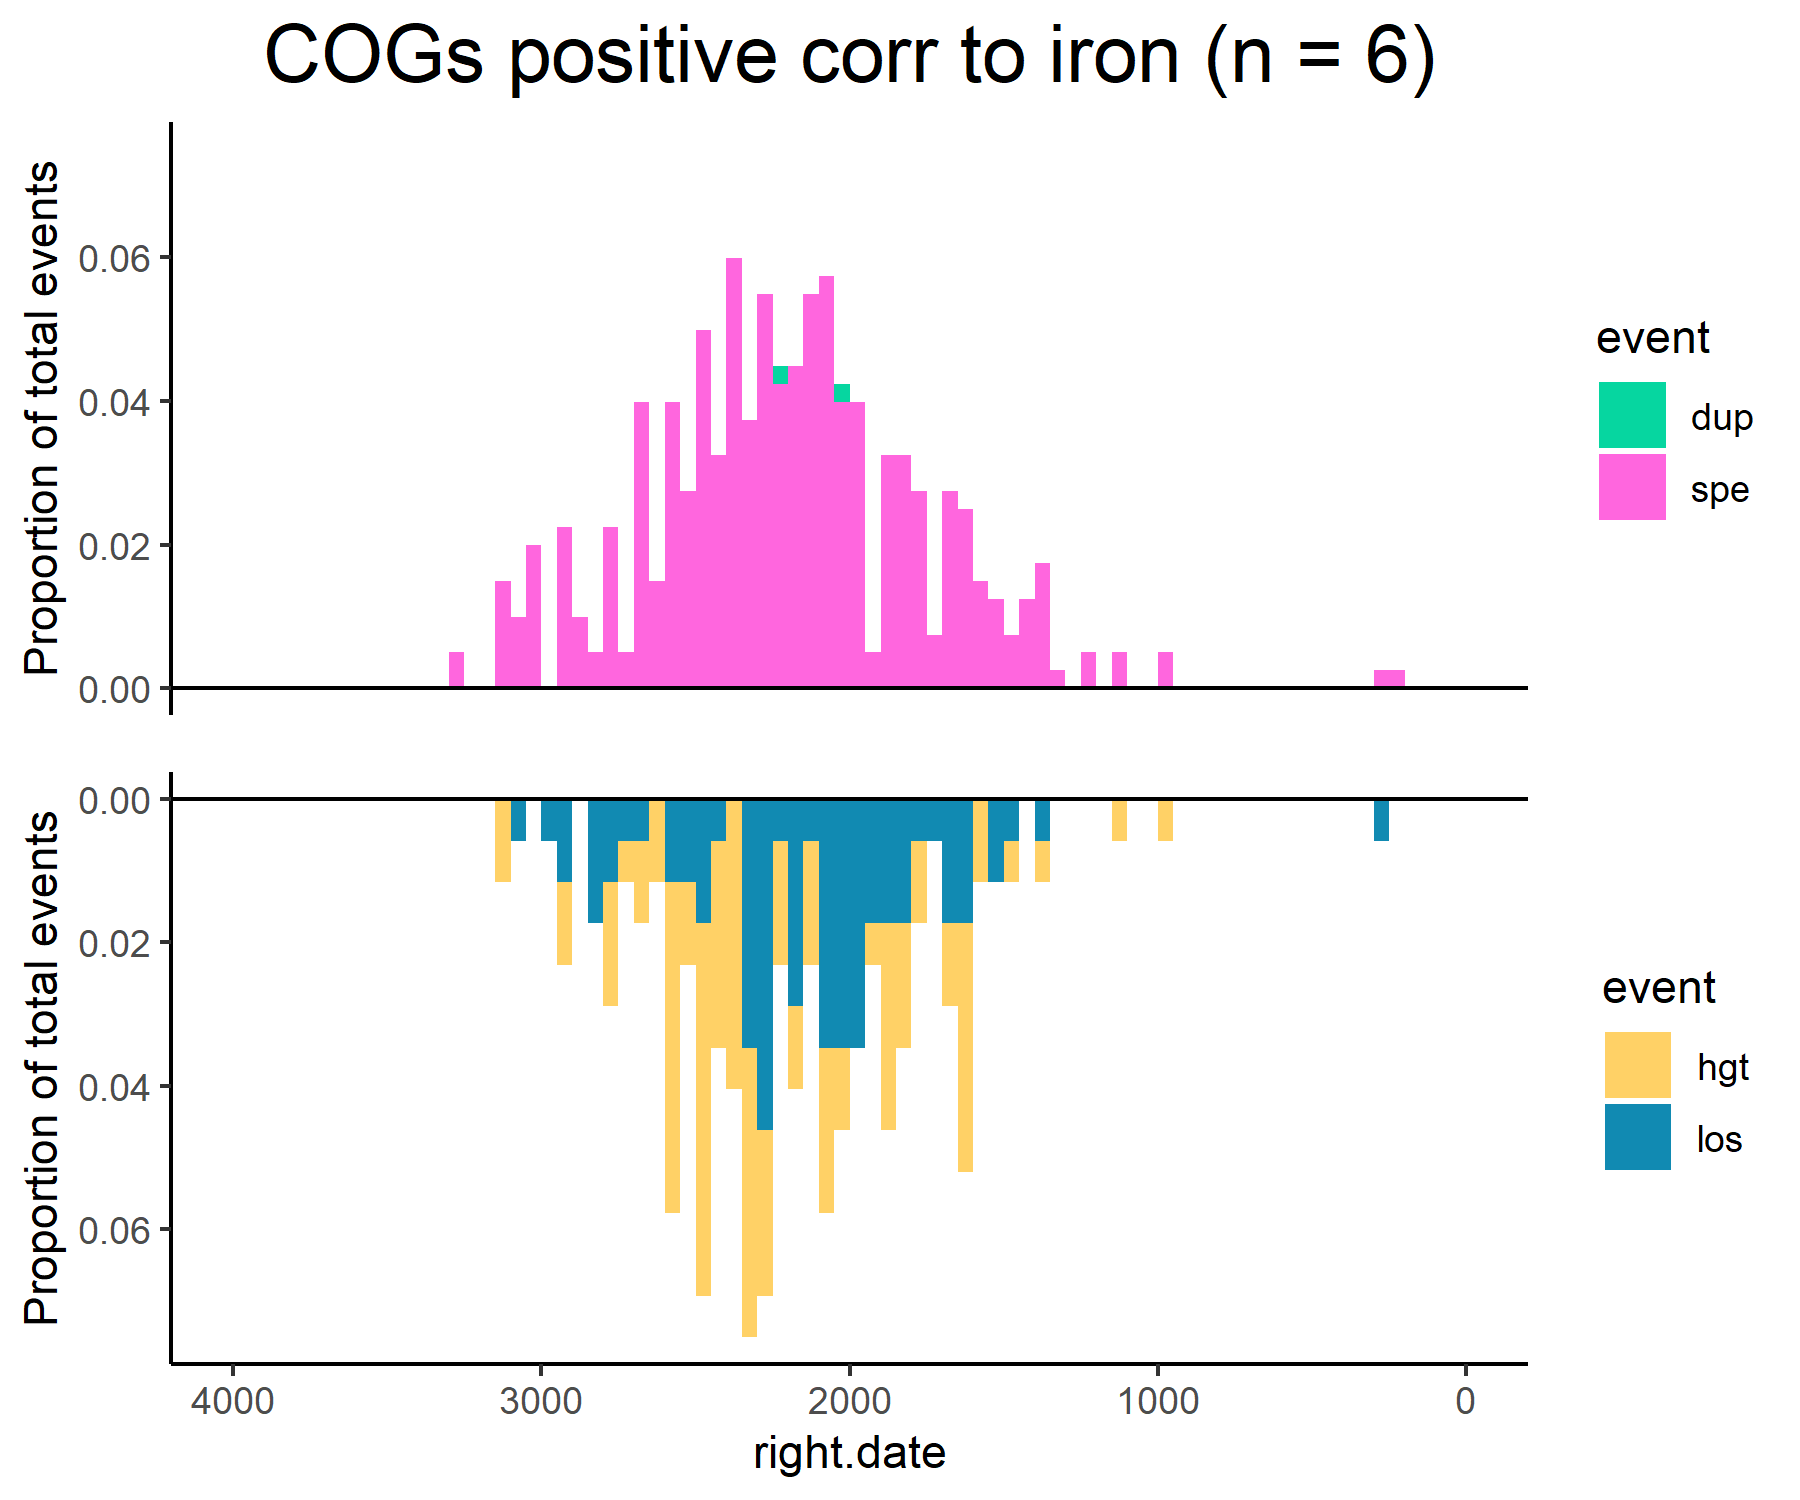 COGs positive corr to iron (n = 6)
Proportion of total events
0.06
0.04
0.02
0.00
event
dup
spe
Proportion of total events
0.00
0.02
0.04
0.06
event
hgt
los
4000 3000 2000 1000 0
right.date